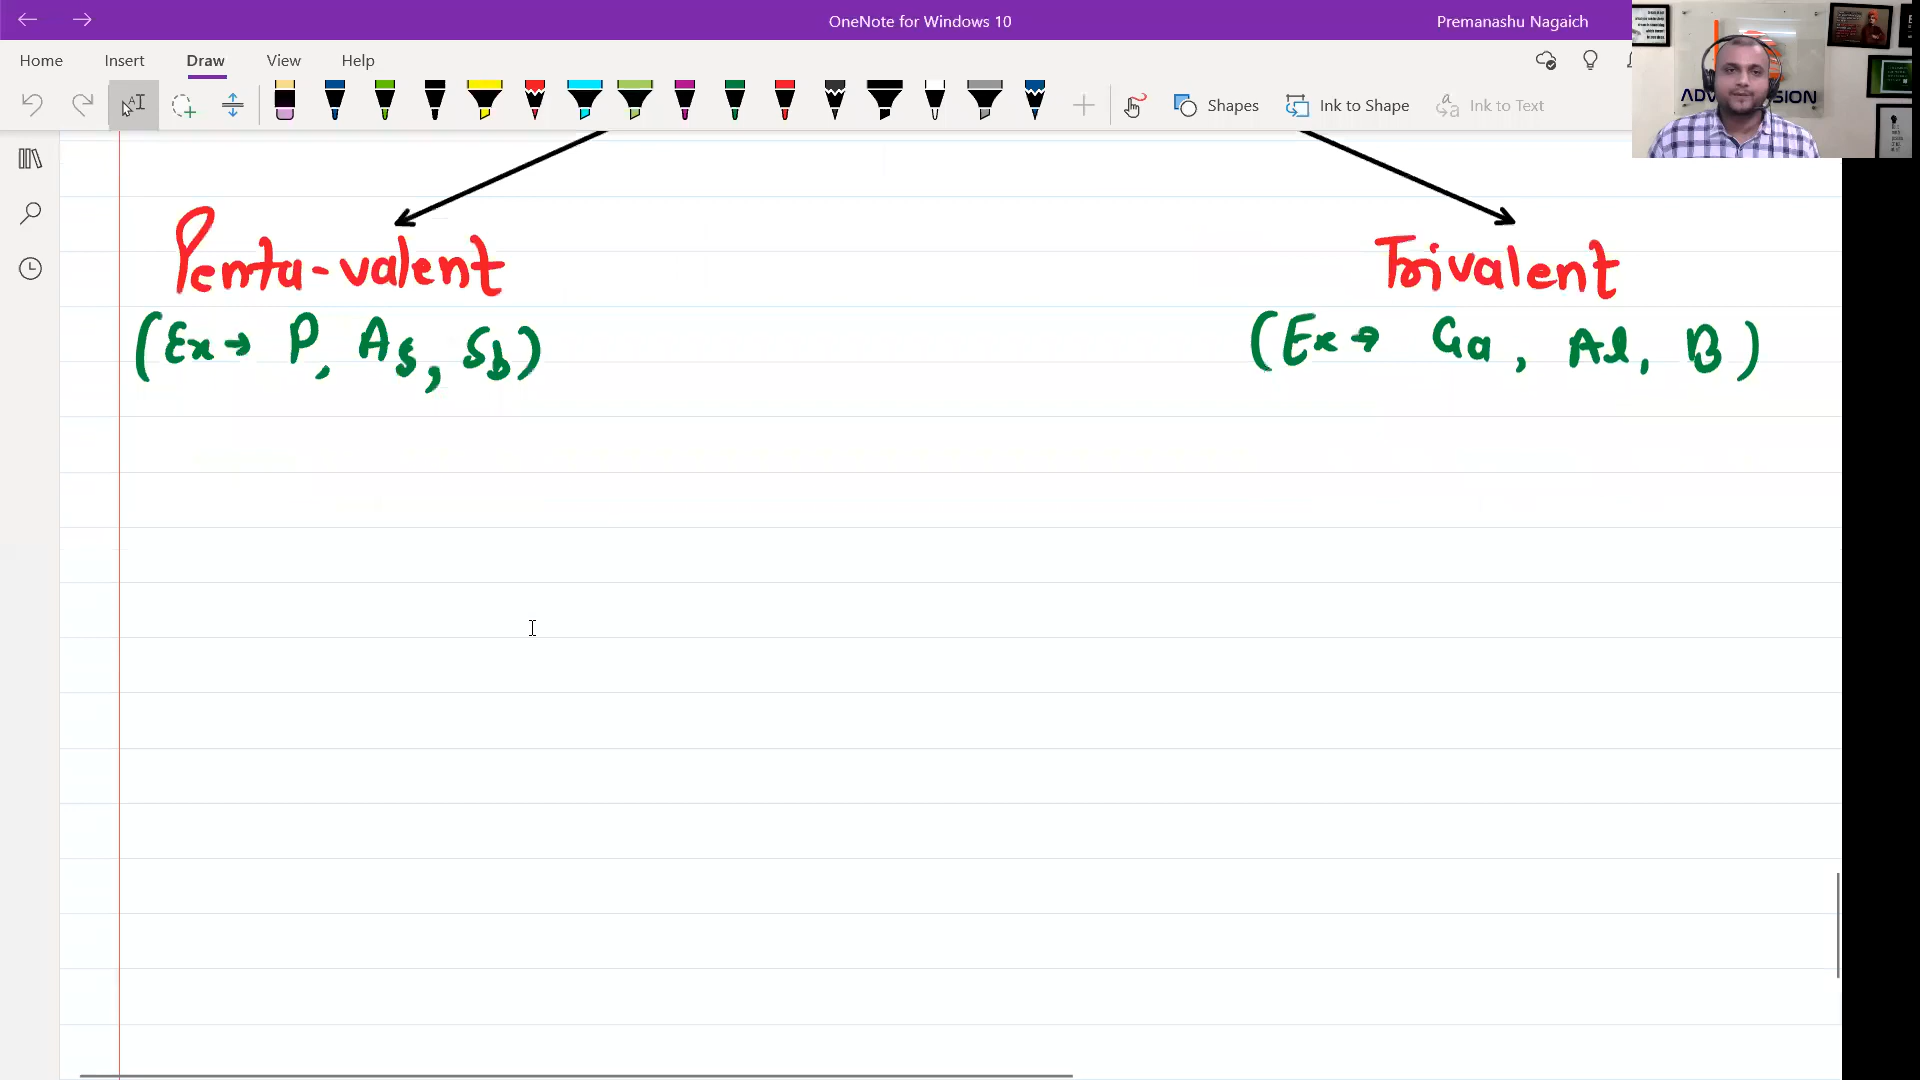 OneNote for Windows 10
Premanashu Nagaich
Home Insert Draw View Help
Shapes Ink to Shape Ink to Text
Penta-valent
Trivalent
(Ex → P, As, Sb)
(Ex → Ga, Al, B)